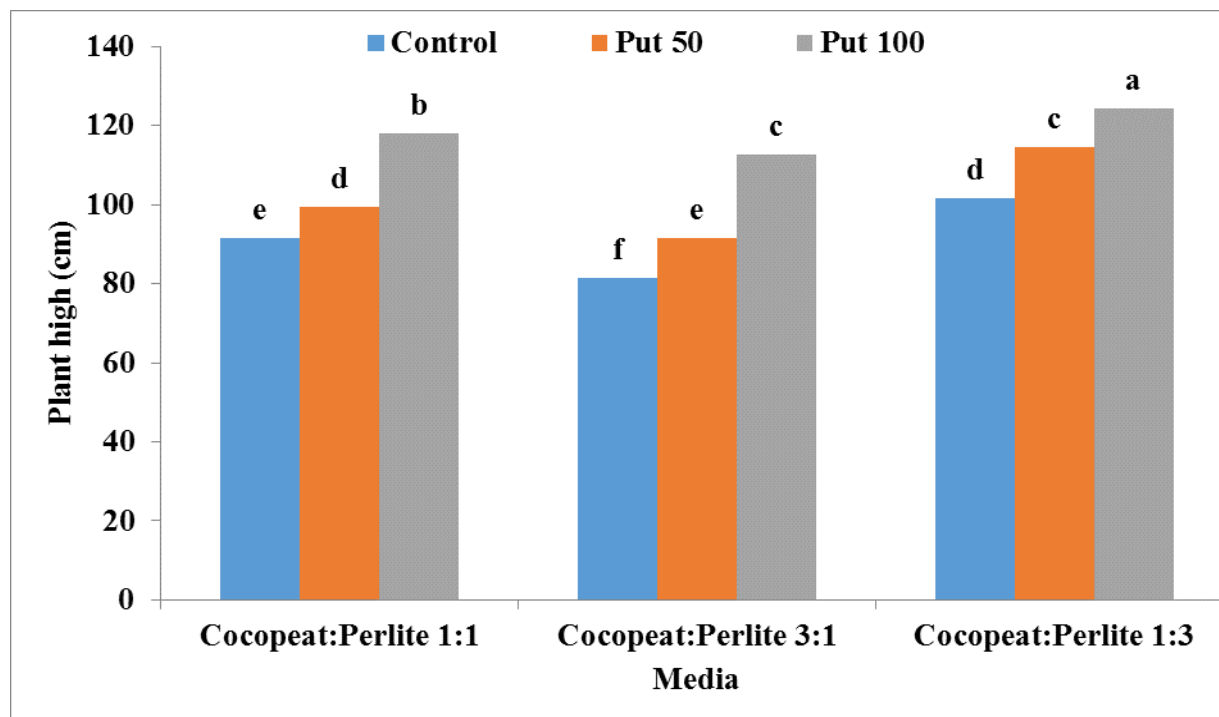 Control Put 50 Put 100
Plant high (cm)
140
120
100
80
60
40
20
0
e d b
f e c
d c a
Cocopeat:Perlite 1:1 Cocopeat:Perlite 3:1 Cocopeat:Perlite 1:3
Media